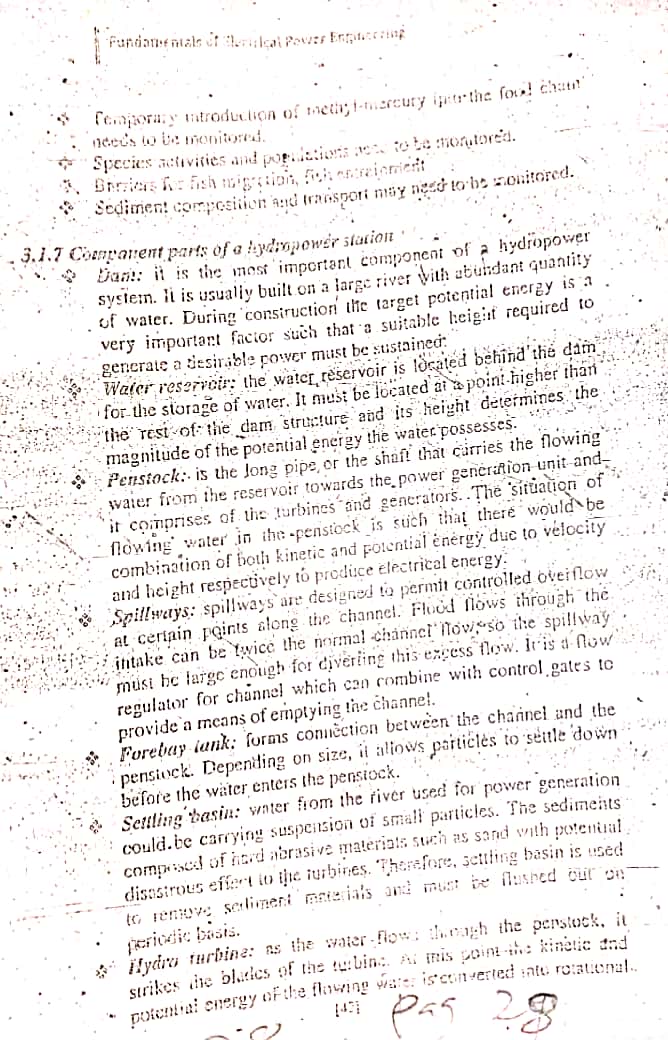 Fundamentals of Electrical Power Engineering
❖ Temporary introduction of methyl-mercury into the food chain
needs to be monitored.
❖ Species activities and populations need to be monitored.
❖ Barriers for fish migration, fish entrainment
❖ Sediment composition and transport may need to be monitored.
3.1.7 Component parts of a hydropower station
❖ Dam: it is the most important component of a hydropower
system. It is usually built on a large river with abundant quantity
of water. During construction the target potential energy is a
very important factor such that a suitable height required to
generate a desirable power must be sustained.
❖ Water reservoir: the water reservoir is located behind the dam
for the storage of water. It must be located at a point higher than
the rest of the dam structure and its height determines the
magnitude of the potential energy the water possesses.
❖ Penstock: is the long pipe or the shaft that carries the flowing
water from the reservoir towards the power generation unit and
it comprises of the turbines and generators. The situation of
flowing water in the penstock is such that there would be
combination of both kinetic and potential energy due to velocity
and height respectively to produce electrical energy.
❖ Spillways: spillways are designed to permit controlled overflow
at certain points along the channel. Flood flows through the
intake can be twice the normal channel flow, so the spillway
must be large enough for diverting this excess flow. It is a flow
regulator for channel which can combine with control gates to
provide a means of emptying the channel.
❖ Forebay tank: forms connection between the channel and the
penstock. Depending on size, it allows particles to settle down
before the water enters the penstock.
❖ Settling basin: water from the river used for power generation
could be carrying suspension of small particles. The sediments
composed of hard abrasive materials such as sand with potential
disastrous effect to the turbines. Therefore, settling basin is used
to remove sediment materials and must be flushed out on
periodic basis.
❖ Hydro turbine: as the water flows through the penstock, it
strikes the blades of the turbine. At this point the kinetic and
potential energy of the flowing water is converted into rotational